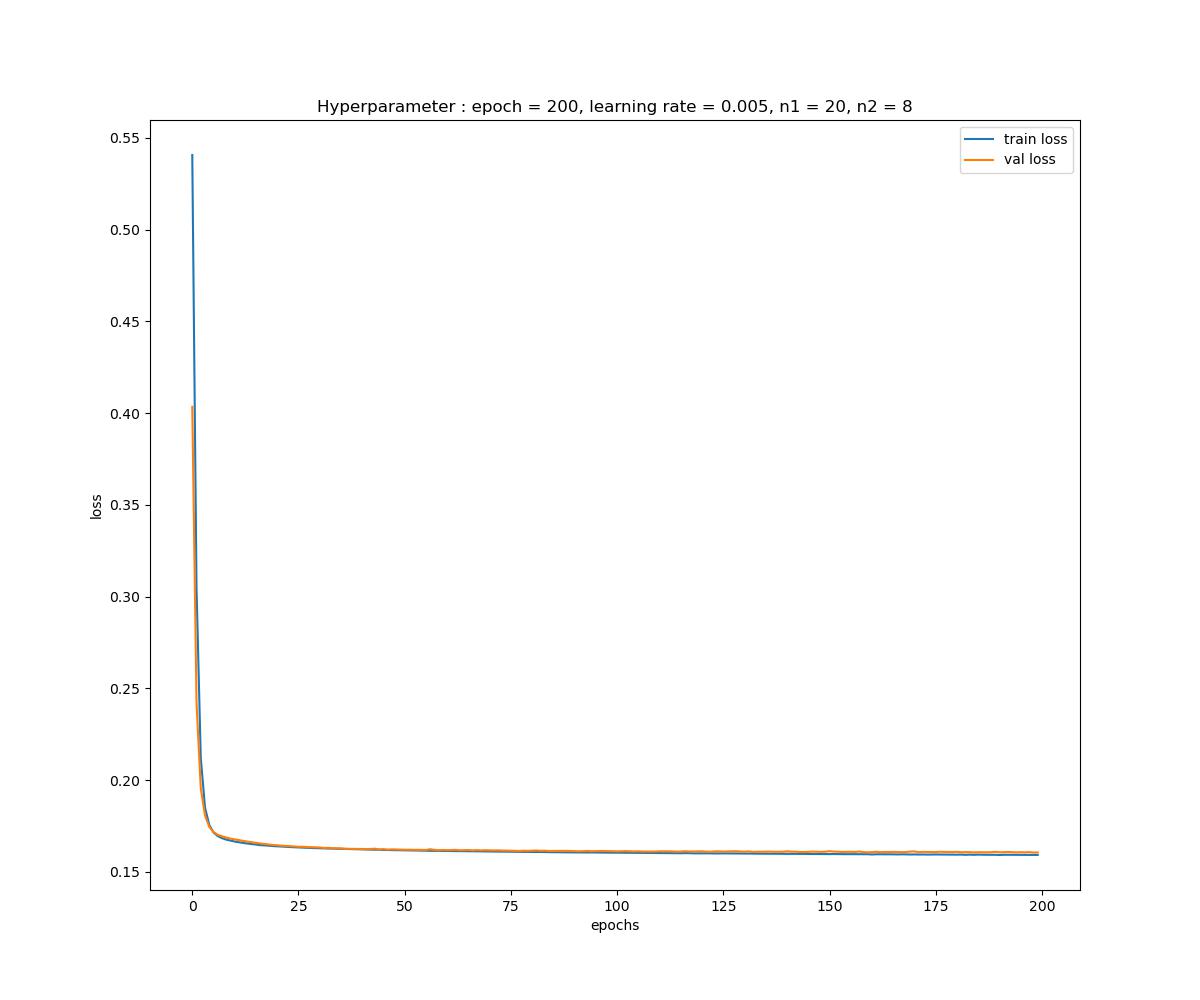 Hyperparameter : epoch = 200, learning rate = 0.005, n1 = 20, n2 = 8
train loss
val loss
0.55
0.50
0.45
0.40
0.35
0.30
0.25
0.20
0.15
loss
0 25 50 75 100 125 150 175 200
epochs